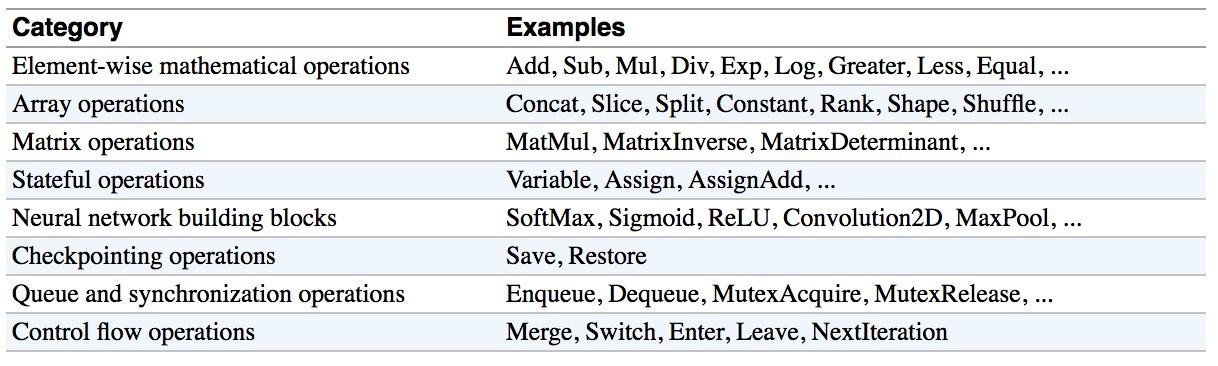 Category Examples
Element-wise mathematical operations Add, Sub, Mul, Div, Exp, Log, Greater, Less, Equal, ...
Array operations Concat, Slice, Split, Constant, Rank, Shape, Shuffle, ...
Matrix operations MatMul, MatrixInverse, MatrixDeterminant, ...
Stateful operations Variable, Assign, AssignAdd, ...
Neural network building blocks SoftMax, Sigmoid, ReLU, Convolution2D, MaxPool, ...
Checkpointing operations Save, Restore
Queue and synchronization operations Enqueue, Dequeue, MutexAcquire, MutexRelease, ...
Control flow operations Merge, Switch, Enter, Leave, NextIteration